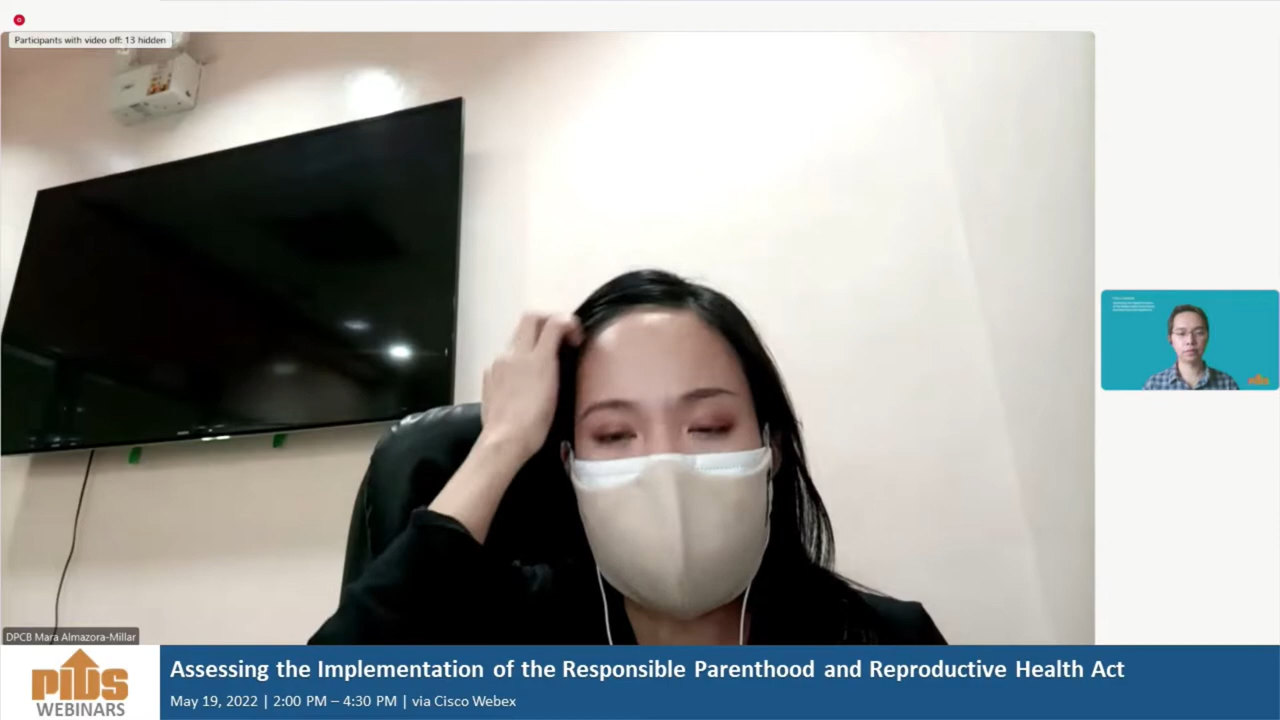 Participants with video off: 13 hidden
DPCB Mara Almazora-Millar
PIDS
WEBINARS
Assessing the Implementation of the Responsible Parenthood and Reproductive Health Act
May 19, 2022 | 2:00 PM – 4:30 PM | via Cisco Webex